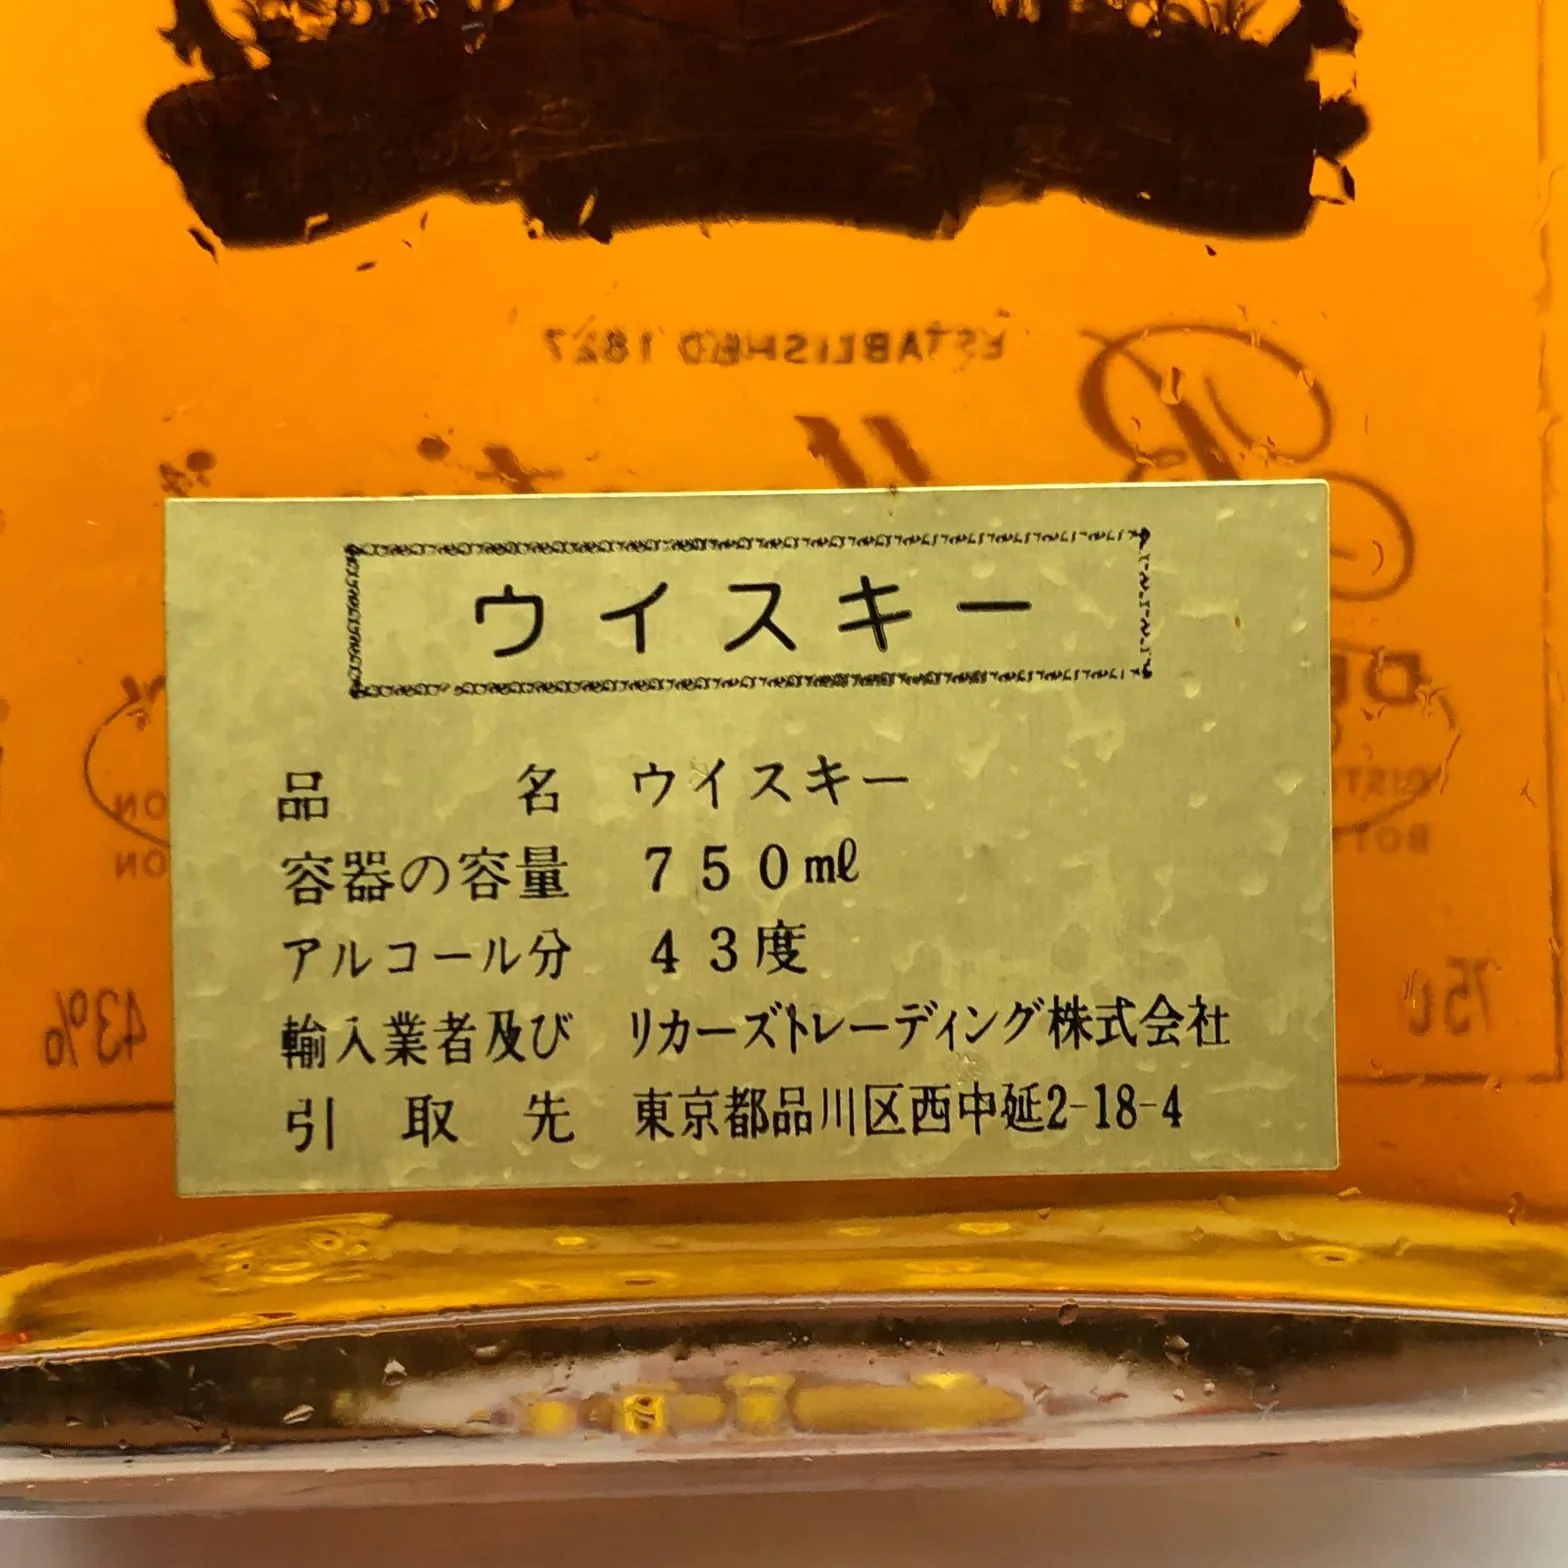 ESTABLISHED 1827
ウイスキー
品名 ウイスキー
容器の容量 750ml
アルコール分 43度
輸入業者及び リカーズトレーディング株式会社
引取先 東京都品川区西中延2-18-4
43%